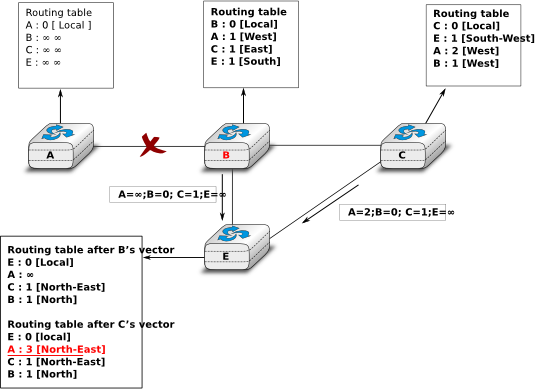 Routing table
A : 0 [ Local ]
B : ∞ ∞
C : ∞ ∞
E : ∞ ∞
Routing table
B : 0 [Local]
A : 1 [West]
C : 1 [East]
E : 1 [South]
Routing table
C : 0 [Local]
E : 1 [South-West]
A : 2 [West]
B : 1 [West]
A
B
C
A=∞;B=0; C=1;E=∞
A=2;B=0; C=1;E=∞
E
Routing table after B's vector
E : 0 [Local]
A : ∞
C : 1 [North-East]
B : 1 [North]
Routing table after C's vector
E : 0 [local]
A : 3 [North-East]
C : 1 [North-East]
B : 1 [North]